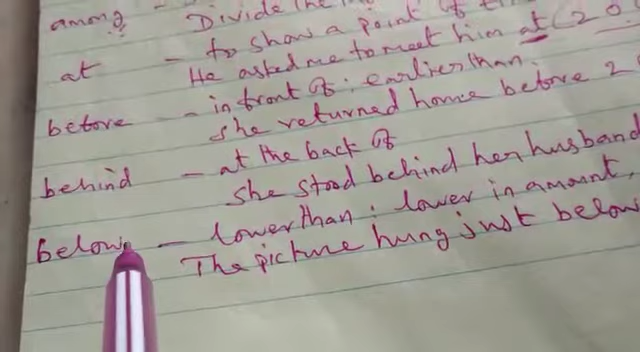 among - Divide the
at - to show a point of
He asked me to meet him at (20
before - in front of; earlier than.
She returned home before 2
behind - at the back of
She stood behind her husband
below - lower than; lower in amount,
The picture hung just below